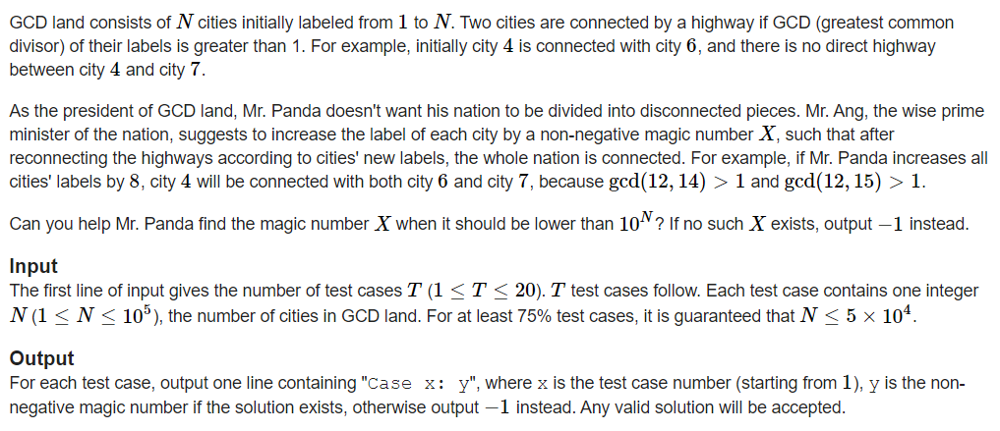 GCD land consists of N cities initially labeled from 1 to N. Two cities are connected by a highway if GCD (greatest common
divisor) of their labels is greater than 1. For example, initially city 4 is connected with city 6, and there is no direct highway
between city 4 and city 7.
As the president of GCD land, Mr. Panda doesn't want his nation to be divided into disconnected pieces. Mr. Ang, the wise prime
minister of the nation, suggests to increase the label of each city by a non-negative magic number X, such that after
reconnecting the highways according to cities' new labels, the whole nation is connected. For example, if Mr. Panda increases all
cities' labels by 8, city 4 will be connected with both city 6 and city 7, because gcd(12, 14) > 1 and gcd(12, 15) > 1.
Can you help Mr. Panda find the magic number X when it should be lower than 10^N? If no such X exists, output −1 instead.
Input
The first line of input gives the number of test cases T (1 ≤ T ≤ 20). T test cases follow. Each test case contains one integer
N (1 ≤ N ≤ 10^5), the number of cities in GCD land. For at least 75% test cases, it is guaranteed that N ≤ 5 × 10^4.
Output
For each test case, output one line containing "Case x: y", where x is the test case number (starting from 1), y is the non-
negative magic number if the solution exists, otherwise output −1 instead. Any valid solution will be accepted.